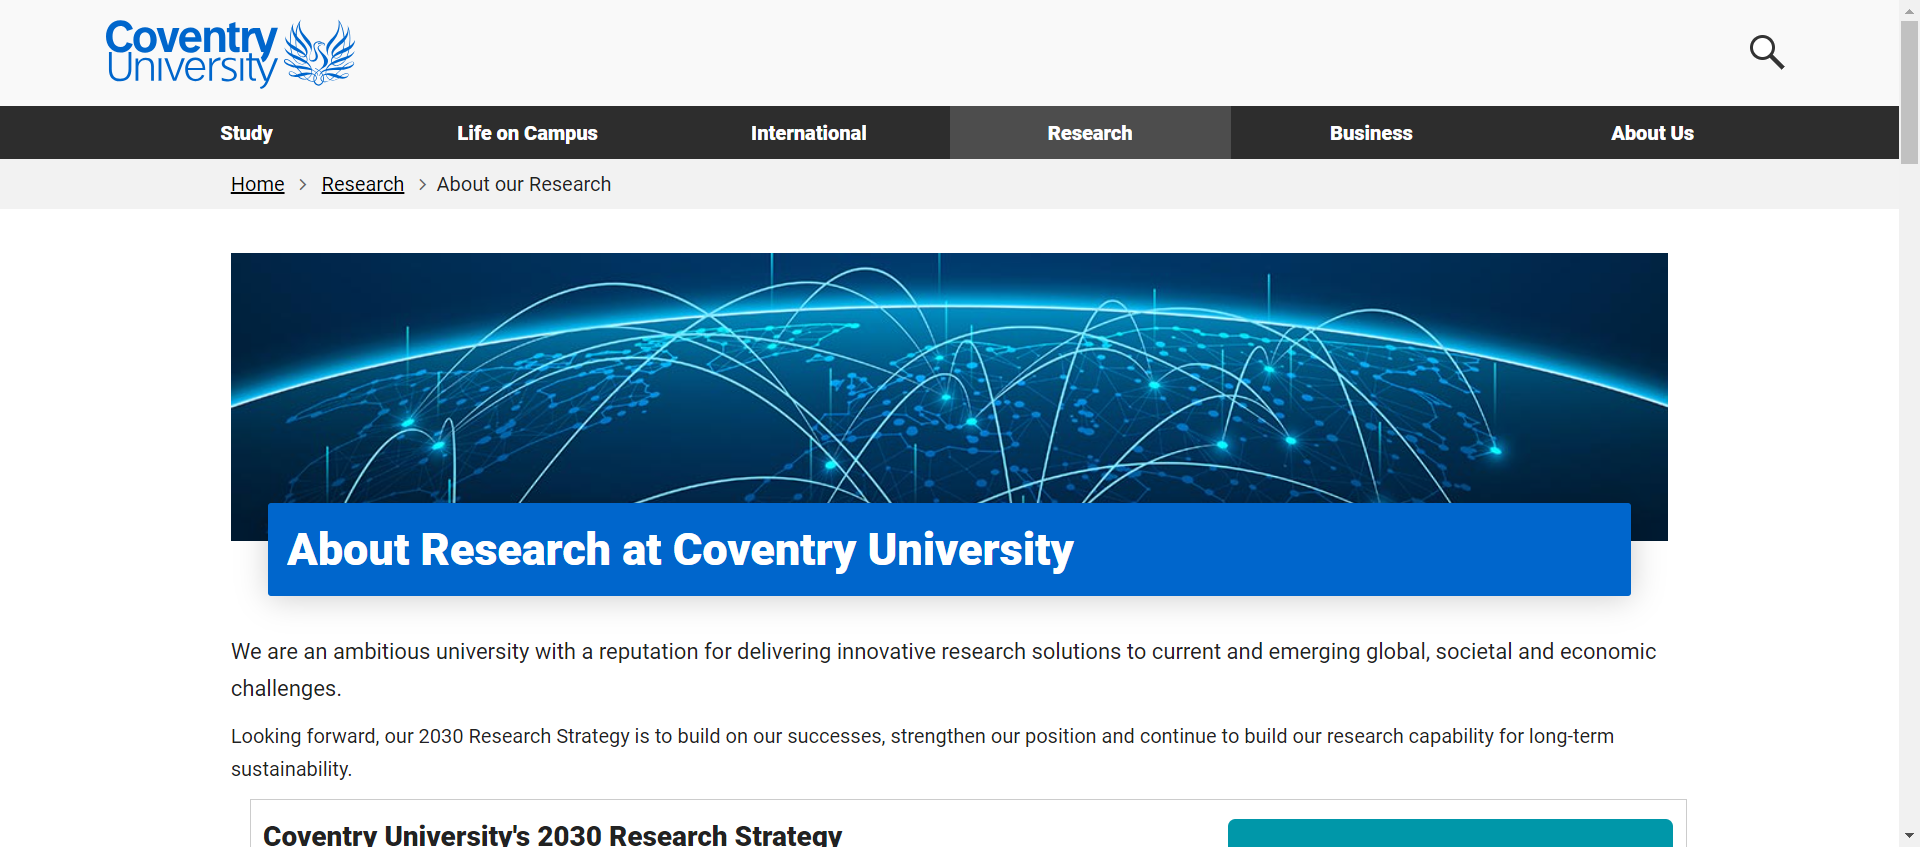 Coventry
University
Study Life on Campus International Research Business About Us
Home > Research > About our Research
About Research at Coventry University
We are an ambitious university with a reputation for delivering innovative research solutions to current and emerging global, societal and economic
challenges.
Looking forward, our 2030 Research Strategy is to build on our successes, strengthen our position and continue to build our research capability for long-term
sustainability.
Coventry University's 2030 Research Strategy